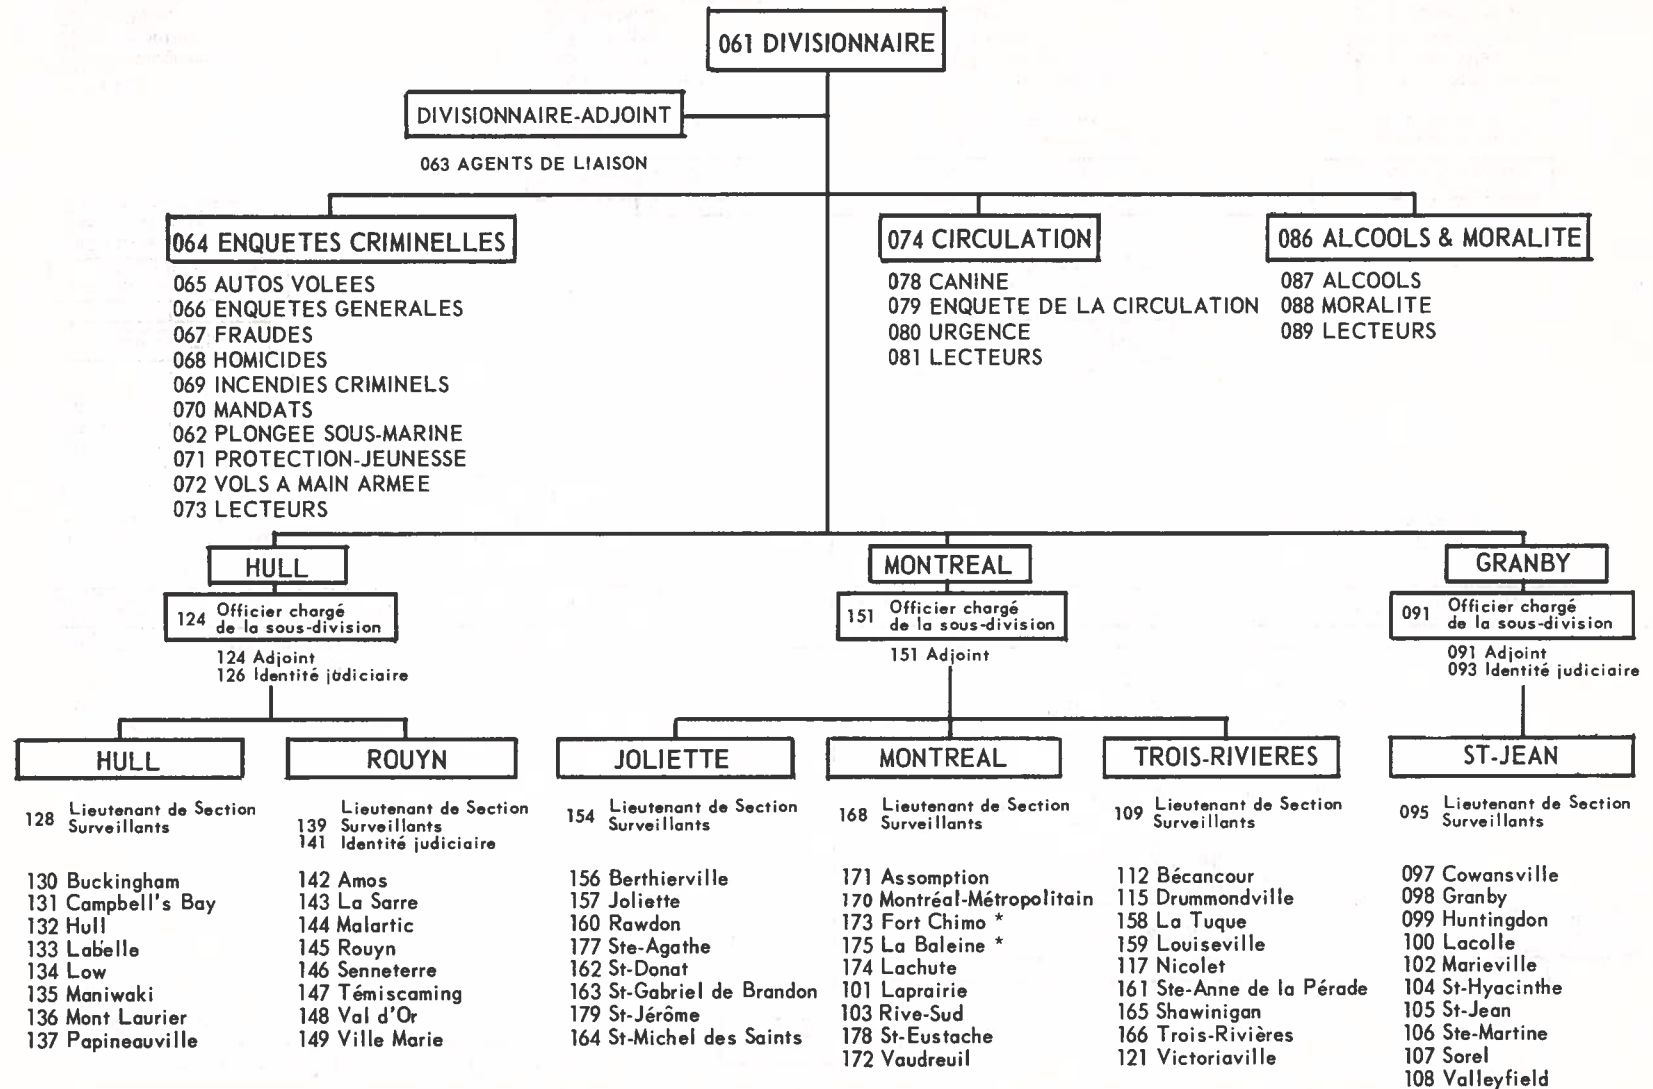 061 DIVISIONNAIRE
DIVISIONNAIRE-ADJOINT
063 AGENTS DE LIAISON
064 ENQUETES CRIMINELLES
065 AUTOS VOLEES
066 ENQUETES GENERALES
067 FRAUDES
068 HOMICIDES
069 INCENDIES CRIMINELS
070 MANDATS
062 PLONGEE SOUS-MARINE
071 PROTECTION-JEUNESSE
072 VOLS A MAIN ARMEE
073 LECTEURS
074 CIRCULATION
078 CANINE
079 ENQUETE DE LA CIRCULATION
080 URGENCE
081 LECTEURS
086 ALCOOLS & MORALITE
087 ALCOOLS
088 MORALITE
089 LECTEURS
HULL
124 Officier chargé
de la sous-division
124 Adjoint
126 Identité judiciaire
MONTREAL
151 Officier chargé
de la sous-division
151 Adjoint
GRANBY
091 Officier chargé
de la sous-division
091 Adjoint
093 Identité judiciaire
HULL
128 Lieutenant de Section
Surveillants
130 Buckingham
131 Campbell's Bay
132 Hull
133 Labelle
134 Low
135 Maniwaki
136 Mont Laurier
137 Papineauville
ROUYN
Lieutenant de Section
139 Surveillants
141 Identité judiciaire
142 Amos
143 La Sarre
144 Malartic
145 Rouyn
146 Senneterre
147 Témiscaming
148 Val d'Or
149 Ville Marie
JOLIETTE
154 Lieutenant de Section
Surveillants
156 Berthierville
157 Joliette
160 Rawdon
177 Ste-Agathe
162 St-Donat
163 St-Gabriel de Brandon
179 St-Jérôme
164 St-Michel des Saints
MONTREAL
168 Lieutenant de Section
Surveillants
171 Assomption
170 Montréal-Métropolitain
173 Fort Chimo *
175 La Baleine *
174 Lachute
101 Laprairie
103 Rive-Sud
178 St-Eustache
172 Vaudreuil
TROIS-RIVIERES
109 Lieutenant de Section
Surveillants
112 Bécancour
115 Drummondville
158 La Tuque
159 Louiseville
117 Nicolet
161 Ste-Anne de la Pérade
165 Shawinigan
166 Trois-Rivières
121 Victoriaville
ST-JEAN
095 Lieutenant de Section
Surveillants
097 Cowansville
098 Granby
099 Huntingdon
100 Lacolle
102 Marieville
104 St-Hyacinthe
105 St-Jean
106 Ste-Martine
107 Sorel
108 Valleyfield